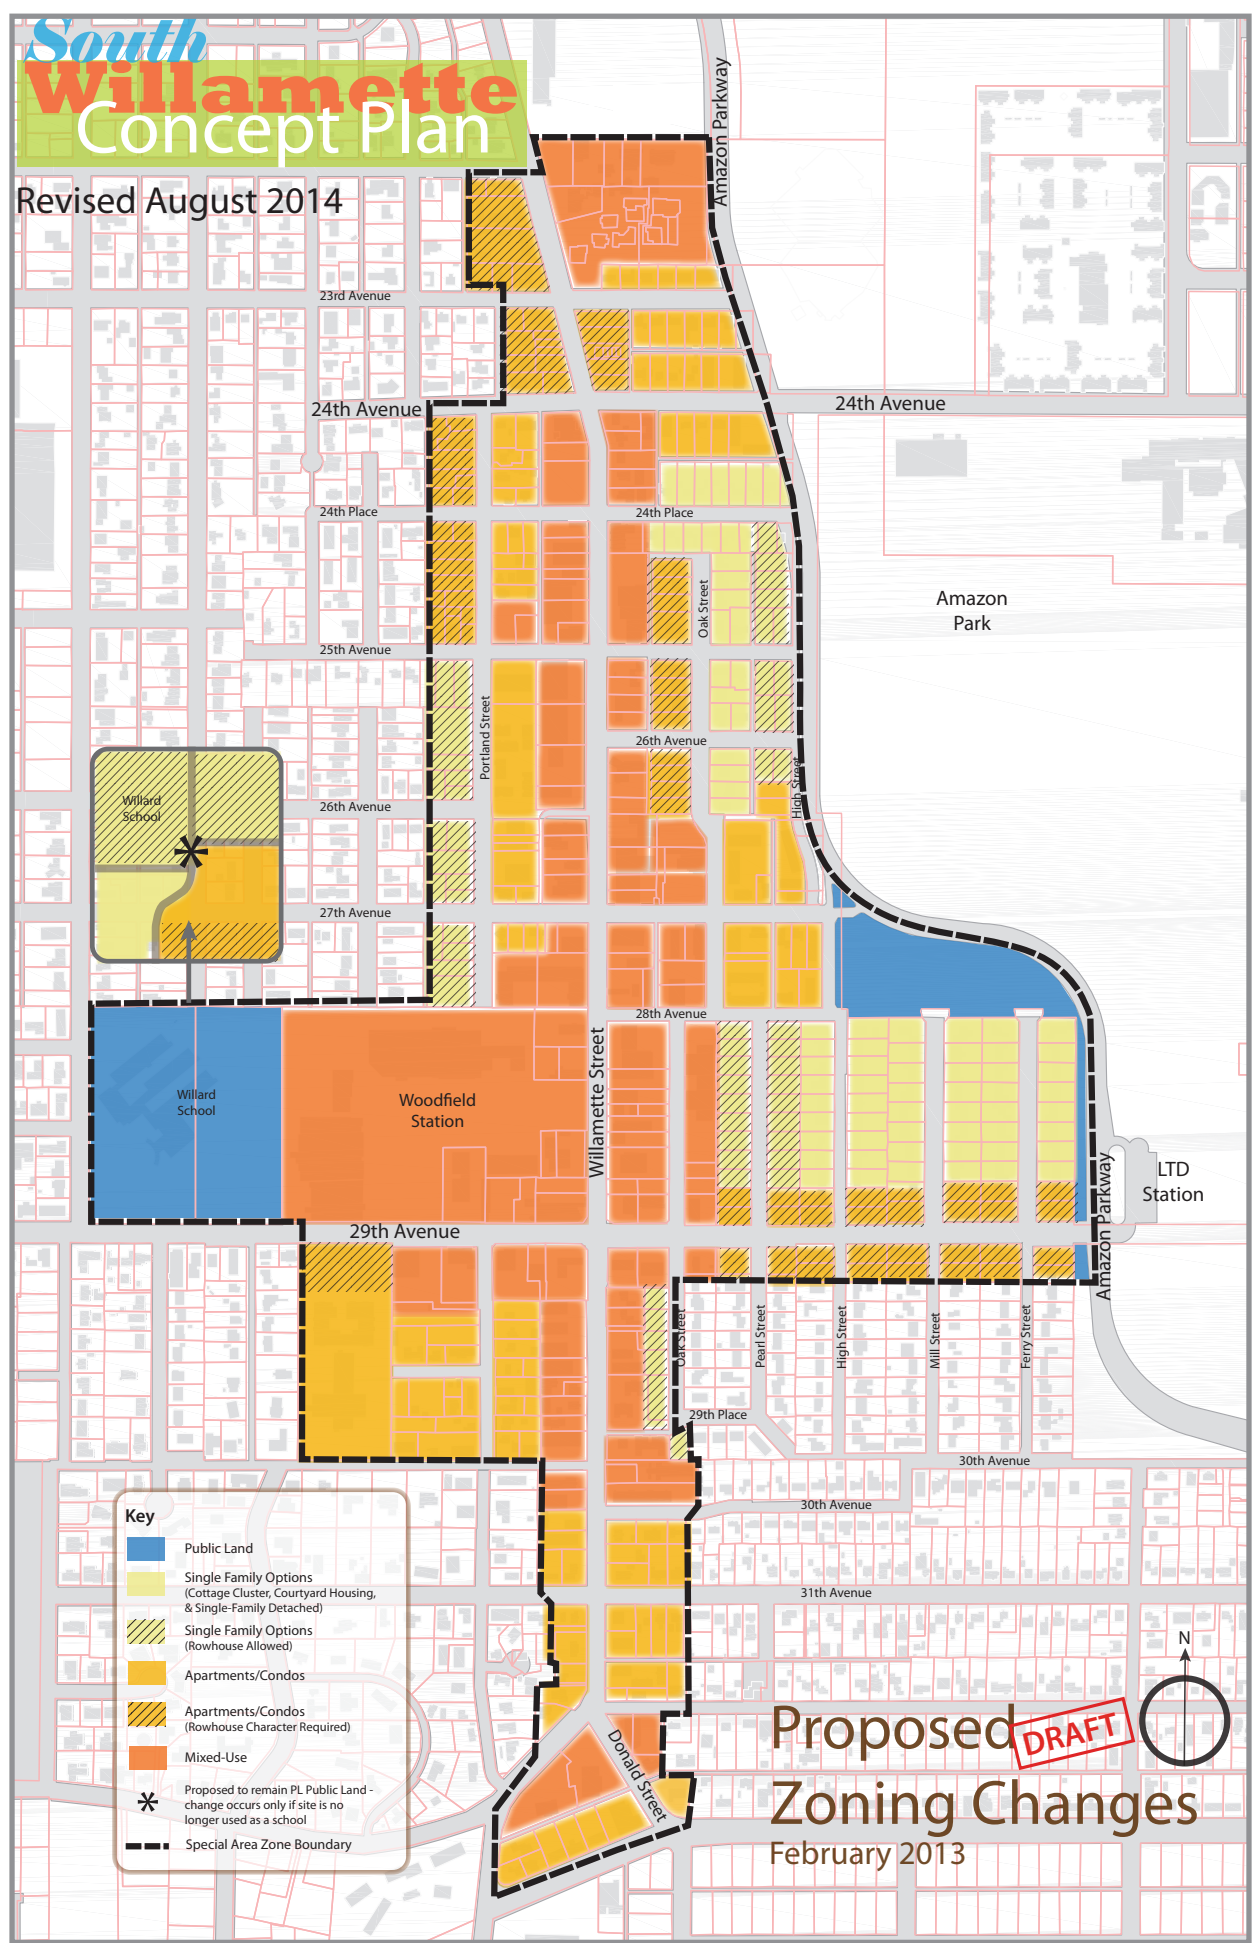 South
Willamette
Concept Plan
Revised August 2014
Amazon Parkway
23rd Avenue
24th Avenue
24th Avenue
24th Place
24th Place
Oak Street
Amazon
Park
25th Avenue
Portland Street
26th Avenue
High Street
Willard
School
*
26th Avenue
27th Avenue
28th Avenue
Willamette Street
Willard
School
Woodfield
Station
LTD
Station
Amazon Parkway
29th Avenue
Oak Street
Pearl Street
High Street
Mill Street
Ferry Street
29th Place
30th Avenue
30th Avenue
31th Avenue
Key
Public Land
Single Family Options
(Cottage Cluster, Courtyard Housing,
& Single-Family Detached)
Single Family Options
(Rowhouse Allowed)
Apartments/Condos
Apartments/Condos
(Rowhouse Character Required)
Mixed-Use
* Proposed to remain PL Public Land -
change occurs only if site is no
longer used as a school
Special Area Zone Boundary
Donald Street
N
Proposed
DRAFT
Zoning Changes
February 2013